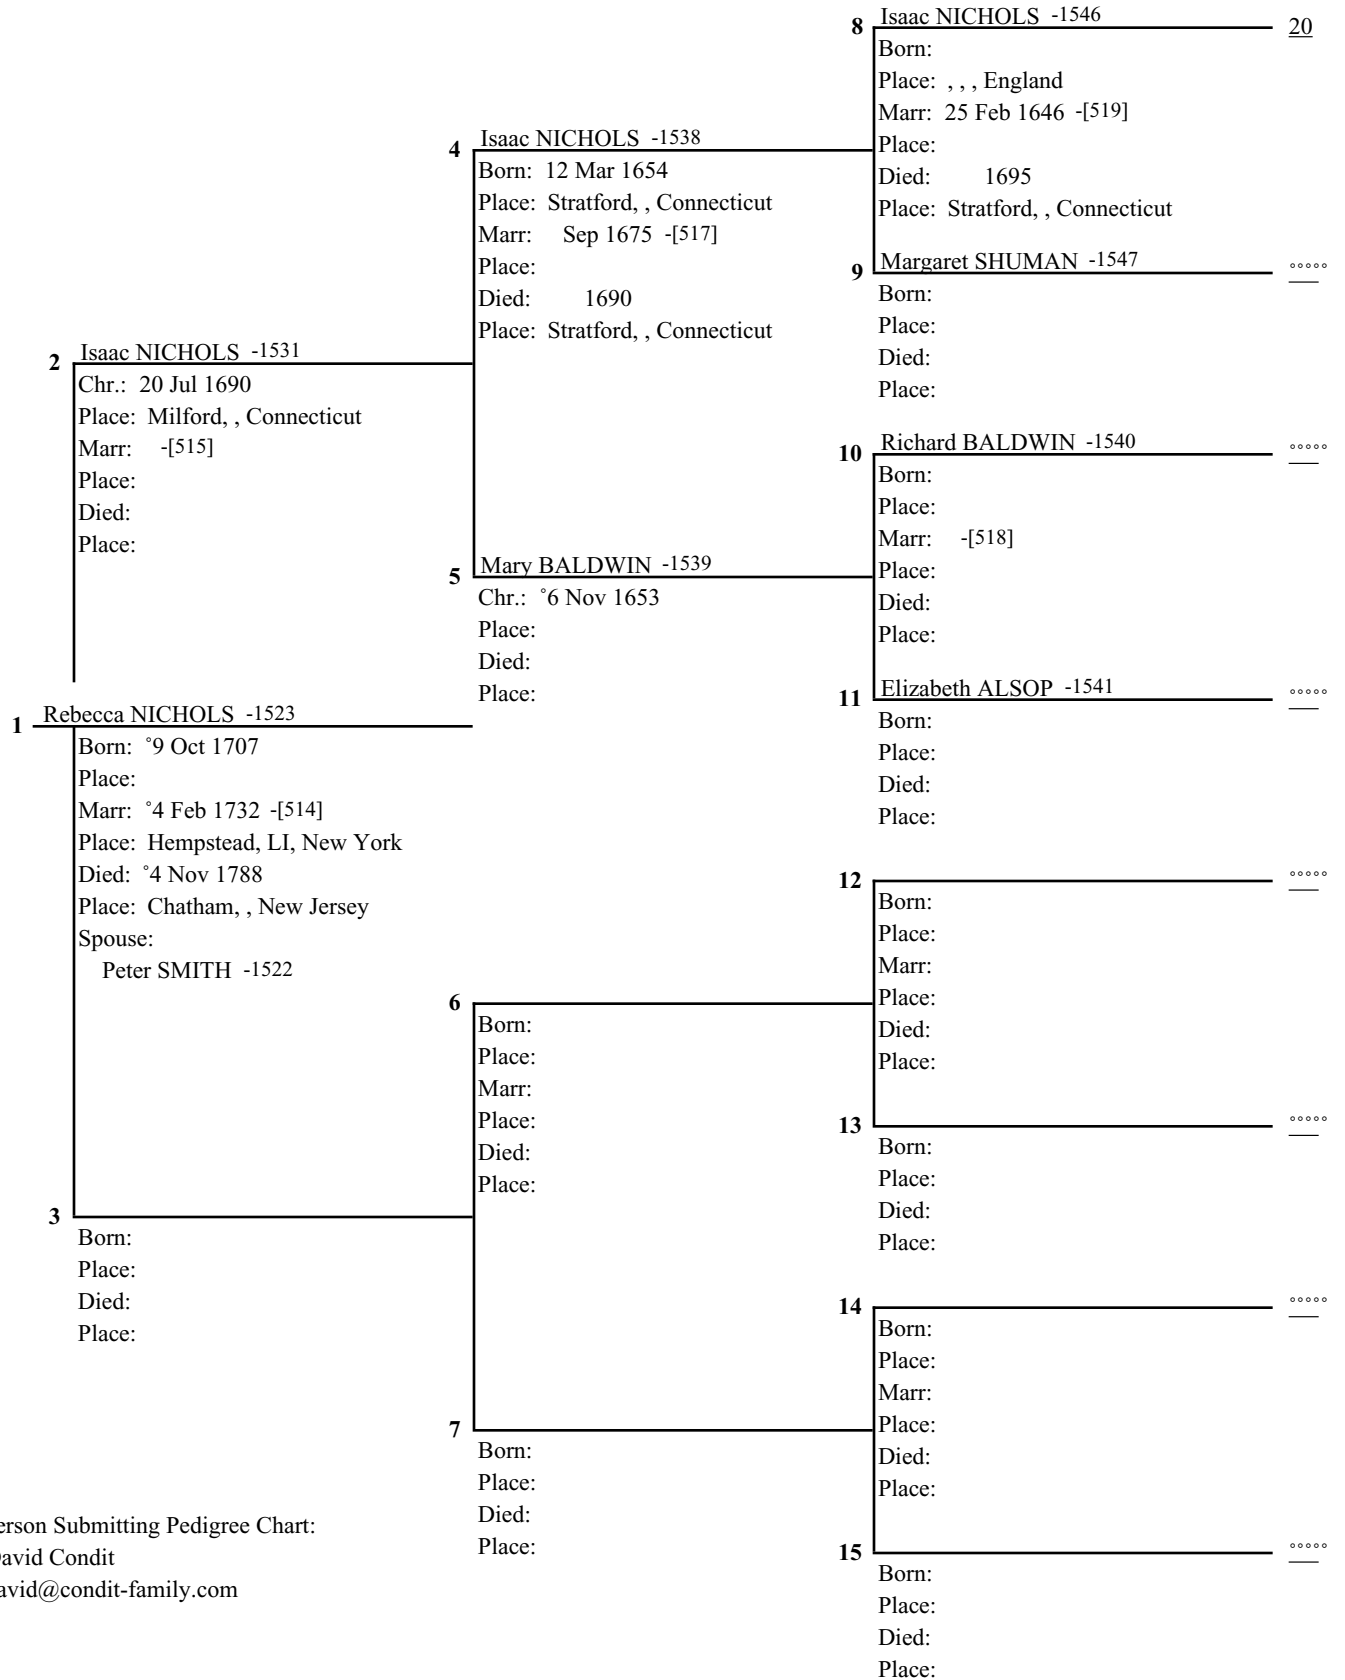 8 Isaac NICHOLS -1546 20
Born:
Place: , , , England
Marr: 25 Feb 1646 -[519]
Place:
Died: 1695
Place: Stratford, , Connecticut
4 Isaac NICHOLS -1538
Born: 12 Mar 1654
Place: Stratford, , Connecticut
Marr: Sep 1675 -[517]
Place:
Died: 1690
Place: Stratford, , Connecticut
9 Margaret SHUMAN -1547 °°°°°
Born:
Place:
Died:
Place:
2 Isaac NICHOLS -1531
Chr.: 20 Jul 1690
Place: Milford, , Connecticut
Marr: -[515]
Place:
Died:
Place:
10 Richard BALDWIN -1540 °°°°°
Born:
Place:
Marr: -[518]
Place:
Died:
Place:
5 Mary BALDWIN -1539
Chr.: °6 Nov 1653
Place:
Died:
Place:
11 Elizabeth ALSOP -1541 °°°°°
Born:
Place:
Died:
Place:
1 Rebecca NICHOLS -1523
Born: °9 Oct 1707
Place:
Marr: °4 Feb 1732 -[514]
Place: Hempstead, LI, New York
Died: °4 Nov 1788
Place: Chatham, , New Jersey
Spouse:
Peter SMITH -1522
12 °°°°°
Born:
Place:
Marr:
Place:
Died:
Place:
6
Born:
Place:
Marr:
Place:
Died:
Place:
13 °°°°°
Born:
Place:
Died:
Place:
3
Born:
Place:
Died:
Place:
14 °°°°°
Born:
Place:
Marr:
Place:
Died:
Place:
7
Born:
Place:
Died:
Place:
15 °°°°°
Born:
Place:
Died:
Place:
erson Submitting Pedigree Chart:
avid Condit
avid@condit-family.com